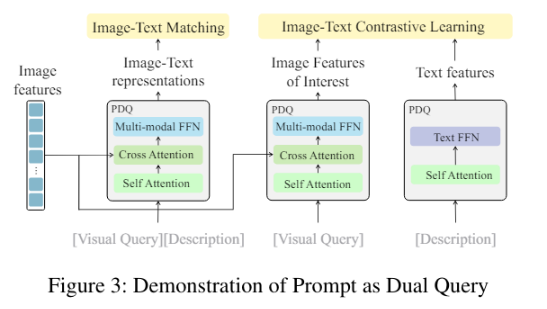 Image-Text Matching
Image-Text Contrastive Learning
Image
features
Image-Text
representations
Image Features
of Interest
Text features
PDQ
Multi-modal FFN
Cross Attention
Self Attention
PDQ
Multi-modal FFN
Cross Attention
Self Attention
PDQ
Text FFN
Self Attention
[Visual Query][Description]
[Visual Query]
[Description]
Figure 3: Demonstration of Prompt as Dual Query